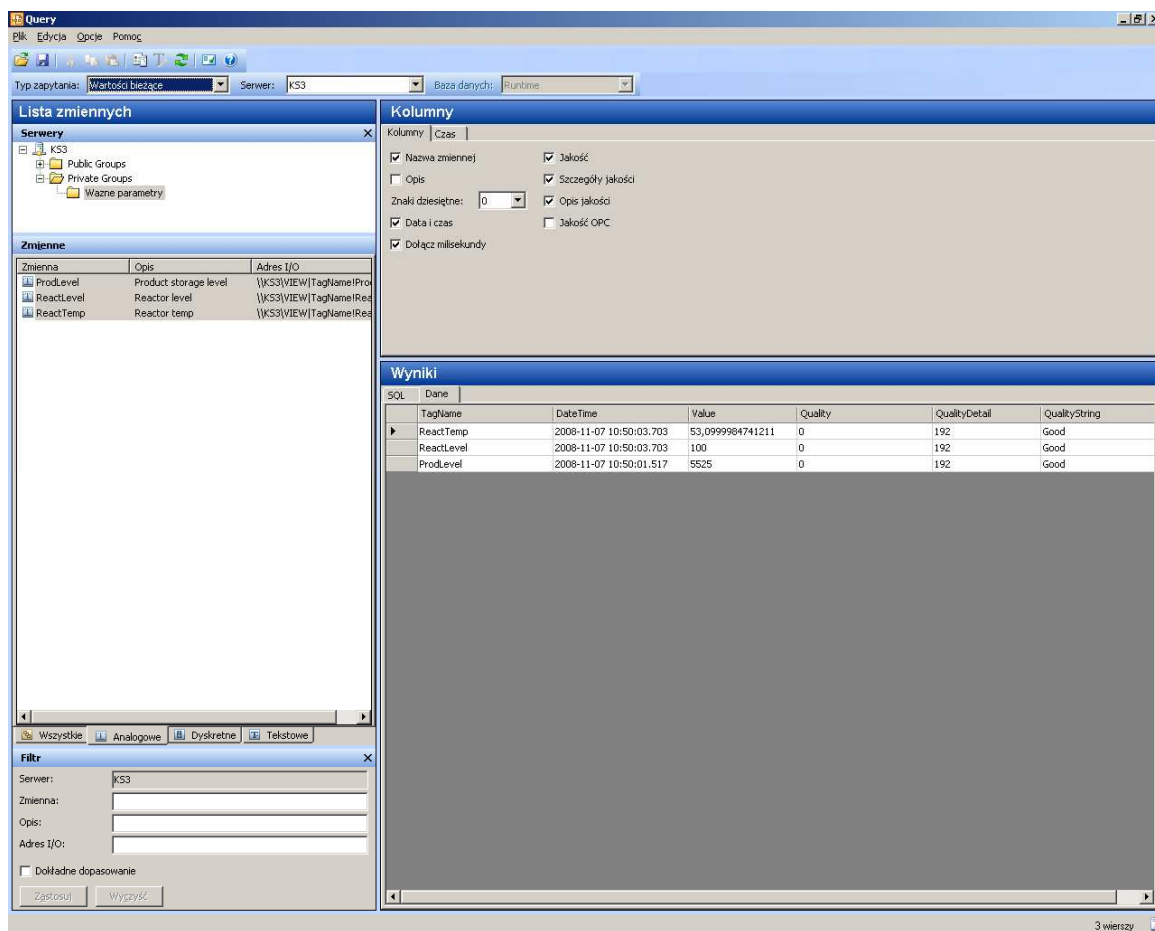 Query
Plik Edycja Opcje Pomoc
Typ zapytania: Wartości bieżące Serwer: KS3 Baza danych: Runtime
Lista zmiennych
Serwery
KS3
Public Groups
Private Groups
Wazne parametry
Zmienne
Zmienna Opis Adres I/O
ProdLevel Product storage level \\KS3\VIEW|TagName!Pro
ReactLevel Reactor level \\KS3\VIEW|TagName!Rea
ReactTemp Reactor temp \\KS3\VIEW|TagName!Rea
Wszystkie Analogowe Dyskretne Tekstowe
Filtr
Serwer: KS3
Zmienna:
Opis:
Adres I/O:
Dokładne dopasowanie
Zastosuj Wyczyść
Kolumny
Kolumny Czas
Nazwa zmiennej Jakość
Opis Szczegóły jakości
Znaki dziesiętne: 0 Opis jakości
Data i czas Jakość OPC
Dołącz milisekundy
Wyniki
SQL Dane
TagName DateTime Value Quality QualityDetail QualityString
ReactTemp 2008-11-07 10:50:03.703 53,0999984741211 0 192 Good
ReactLevel 2008-11-07 10:50:03.703 100 0 192 Good
ProdLevel 2008-11-07 10:50:01.517 5525 0 192 Good
3 wierszy